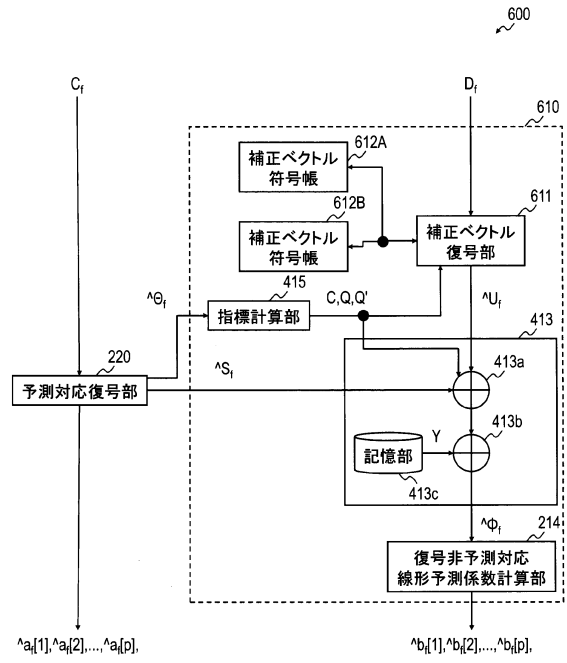 600
C_f
D_f
610
612A
補正ベクトル
符号帳
612B
補正ベクトル
符号帳
611
補正ベクトル
復号部
^Θ_f
415
指標計算部
C,Q,Q'
^U_f
413
220
予測対応復号部
^S_f
413a
413b
Y
記憶部
413c
^Φ_f
214
復号非予測対応
線形予測係数計算部
^a_f[1],^a_f[2],...,^a_f[p],
^b_f[1],^b_f[2],...,^b_f[p],